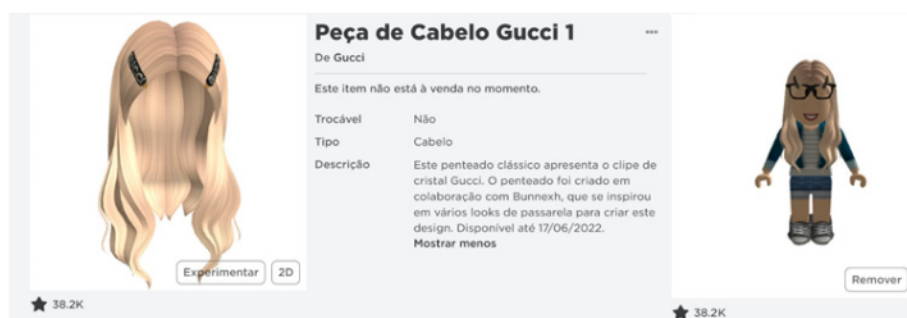 Peça de Cabelo Gucci 1
De Gucci
Este item não está à venda no momento.
Trocável Não
Tipo Cabelo
Descrição Este penteado clássico apresenta o clipe de
cristal Gucci. O penteado foi criado em
colaboração com Bunnexh, que se inspirou
em vários looks de passarela para criar este
design. Disponível até 17/06/2022.
Mostrar menos
Experimentar 2D
38.2K
Remover
38.2K